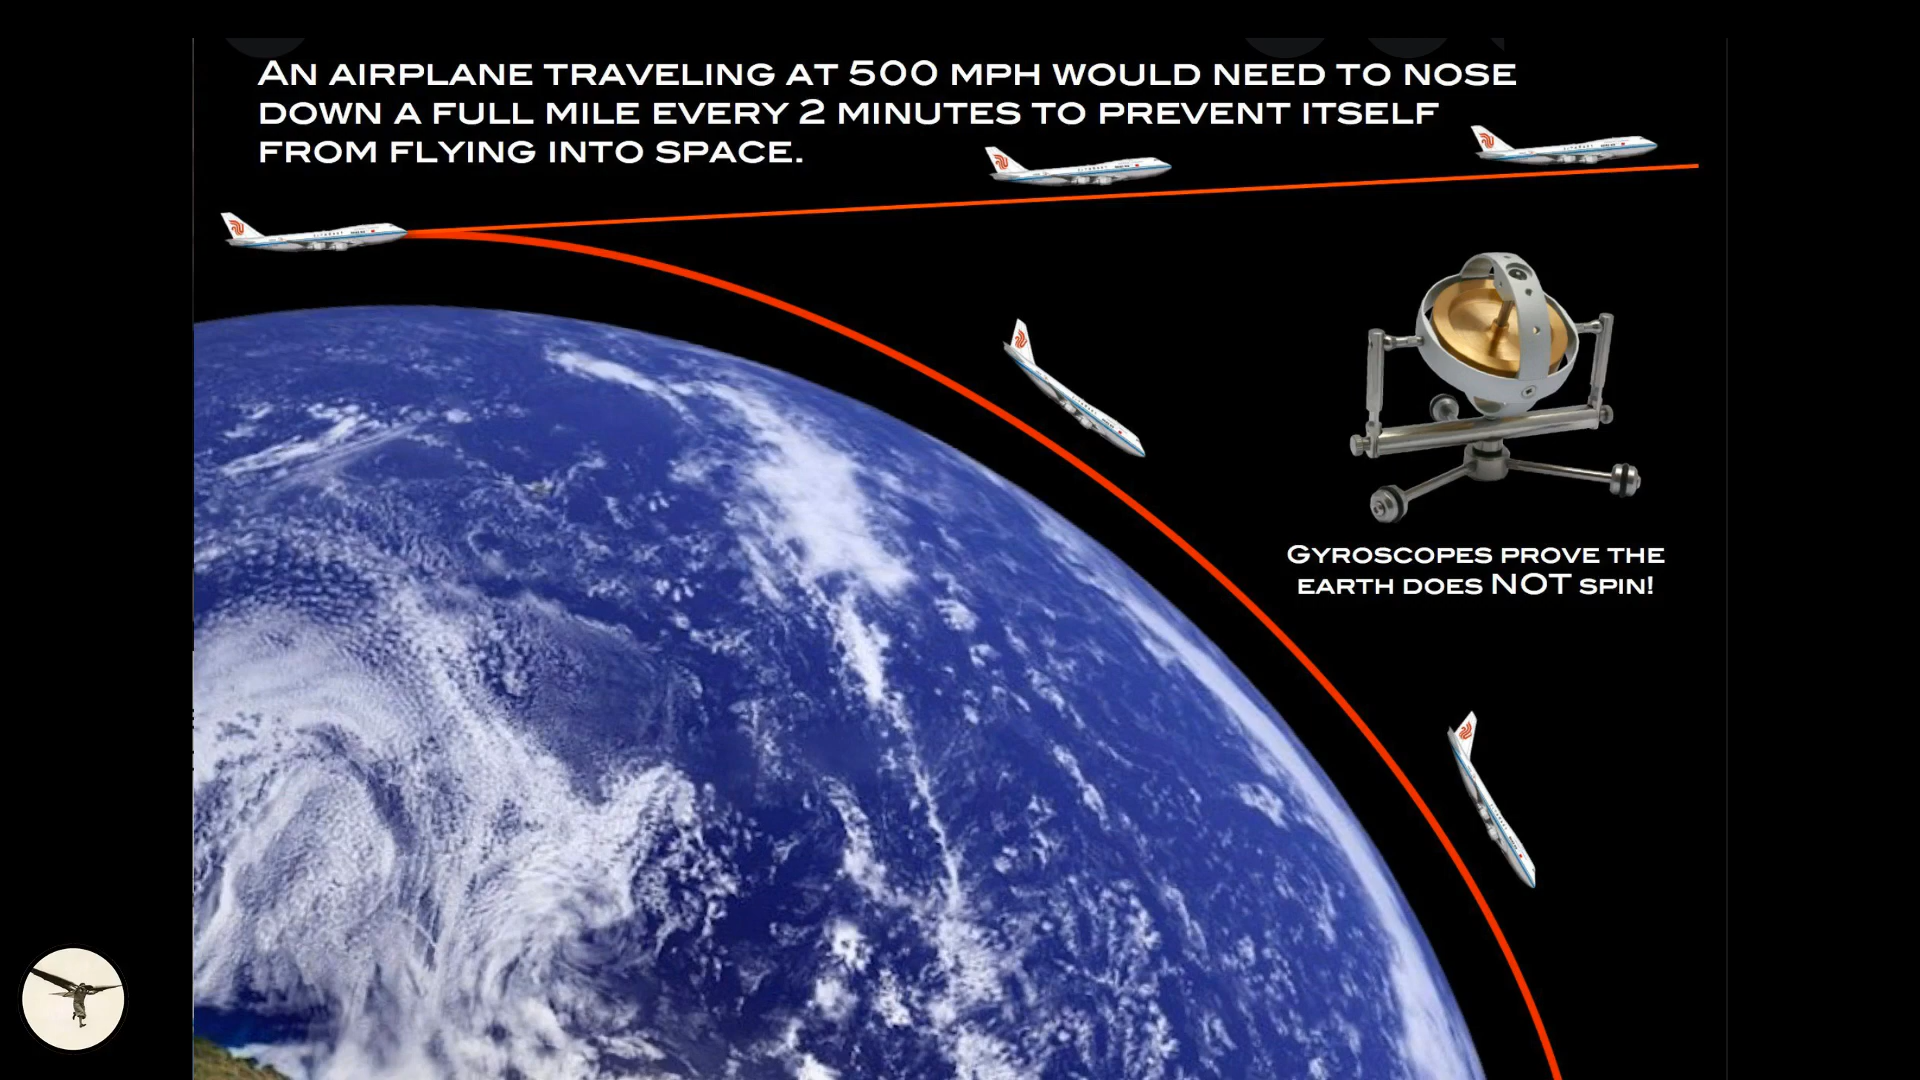 AN AIRPLANE TRAVELING AT 500 MPH WOULD NEED TO NOSE
DOWN A FULL MILE EVERY 2 MINUTES TO PREVENT ITSELF
FROM FLYING INTO SPACE.
GYROSCOPES PROVE THE
EARTH DOES NOT SPIN!